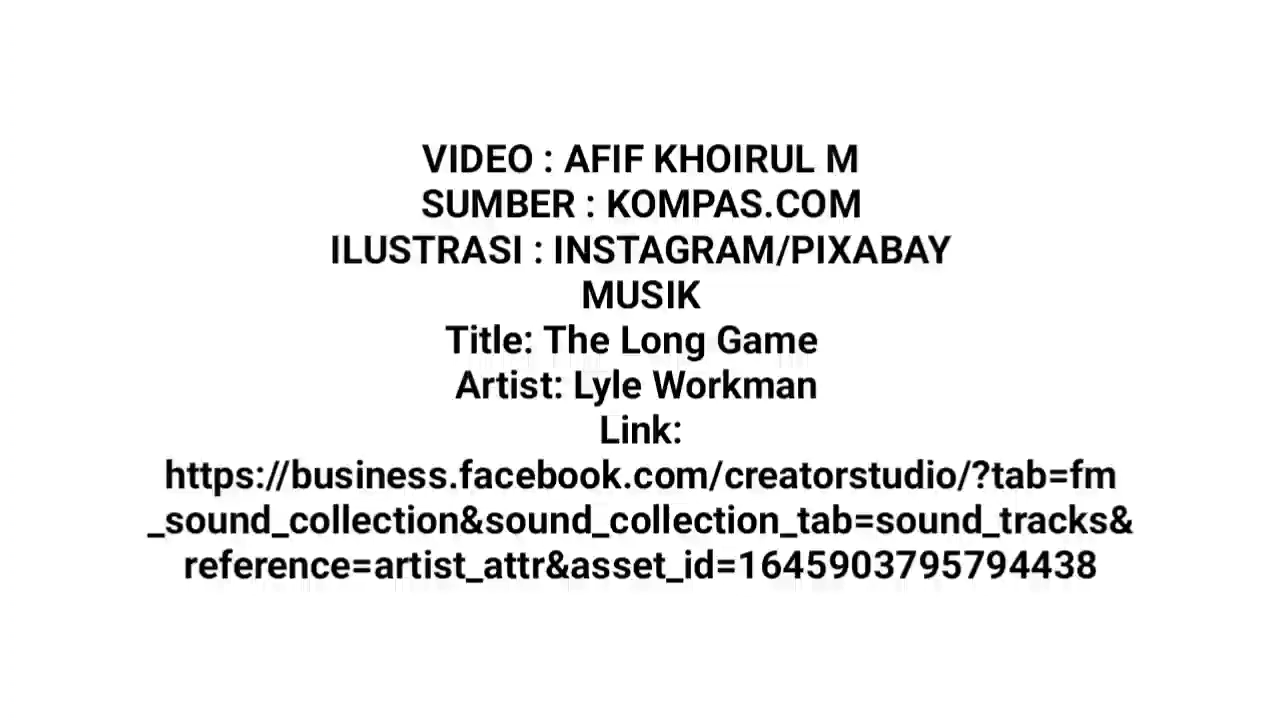 VIDEO : AFIF KHOIRUL M
SUMBER : KOMPAS.COM
ILUSTRASI : INSTAGRAM/PIXABAY
MUSIK
Title: The Long Game
Artist: Lyle Workman
Link:
https://business.facebook.com/creatorstudio/?tab=fm
_sound_collection&sound_collection_tab=sound_tracks&
reference=artist_attr&asset_id=1645903795794438